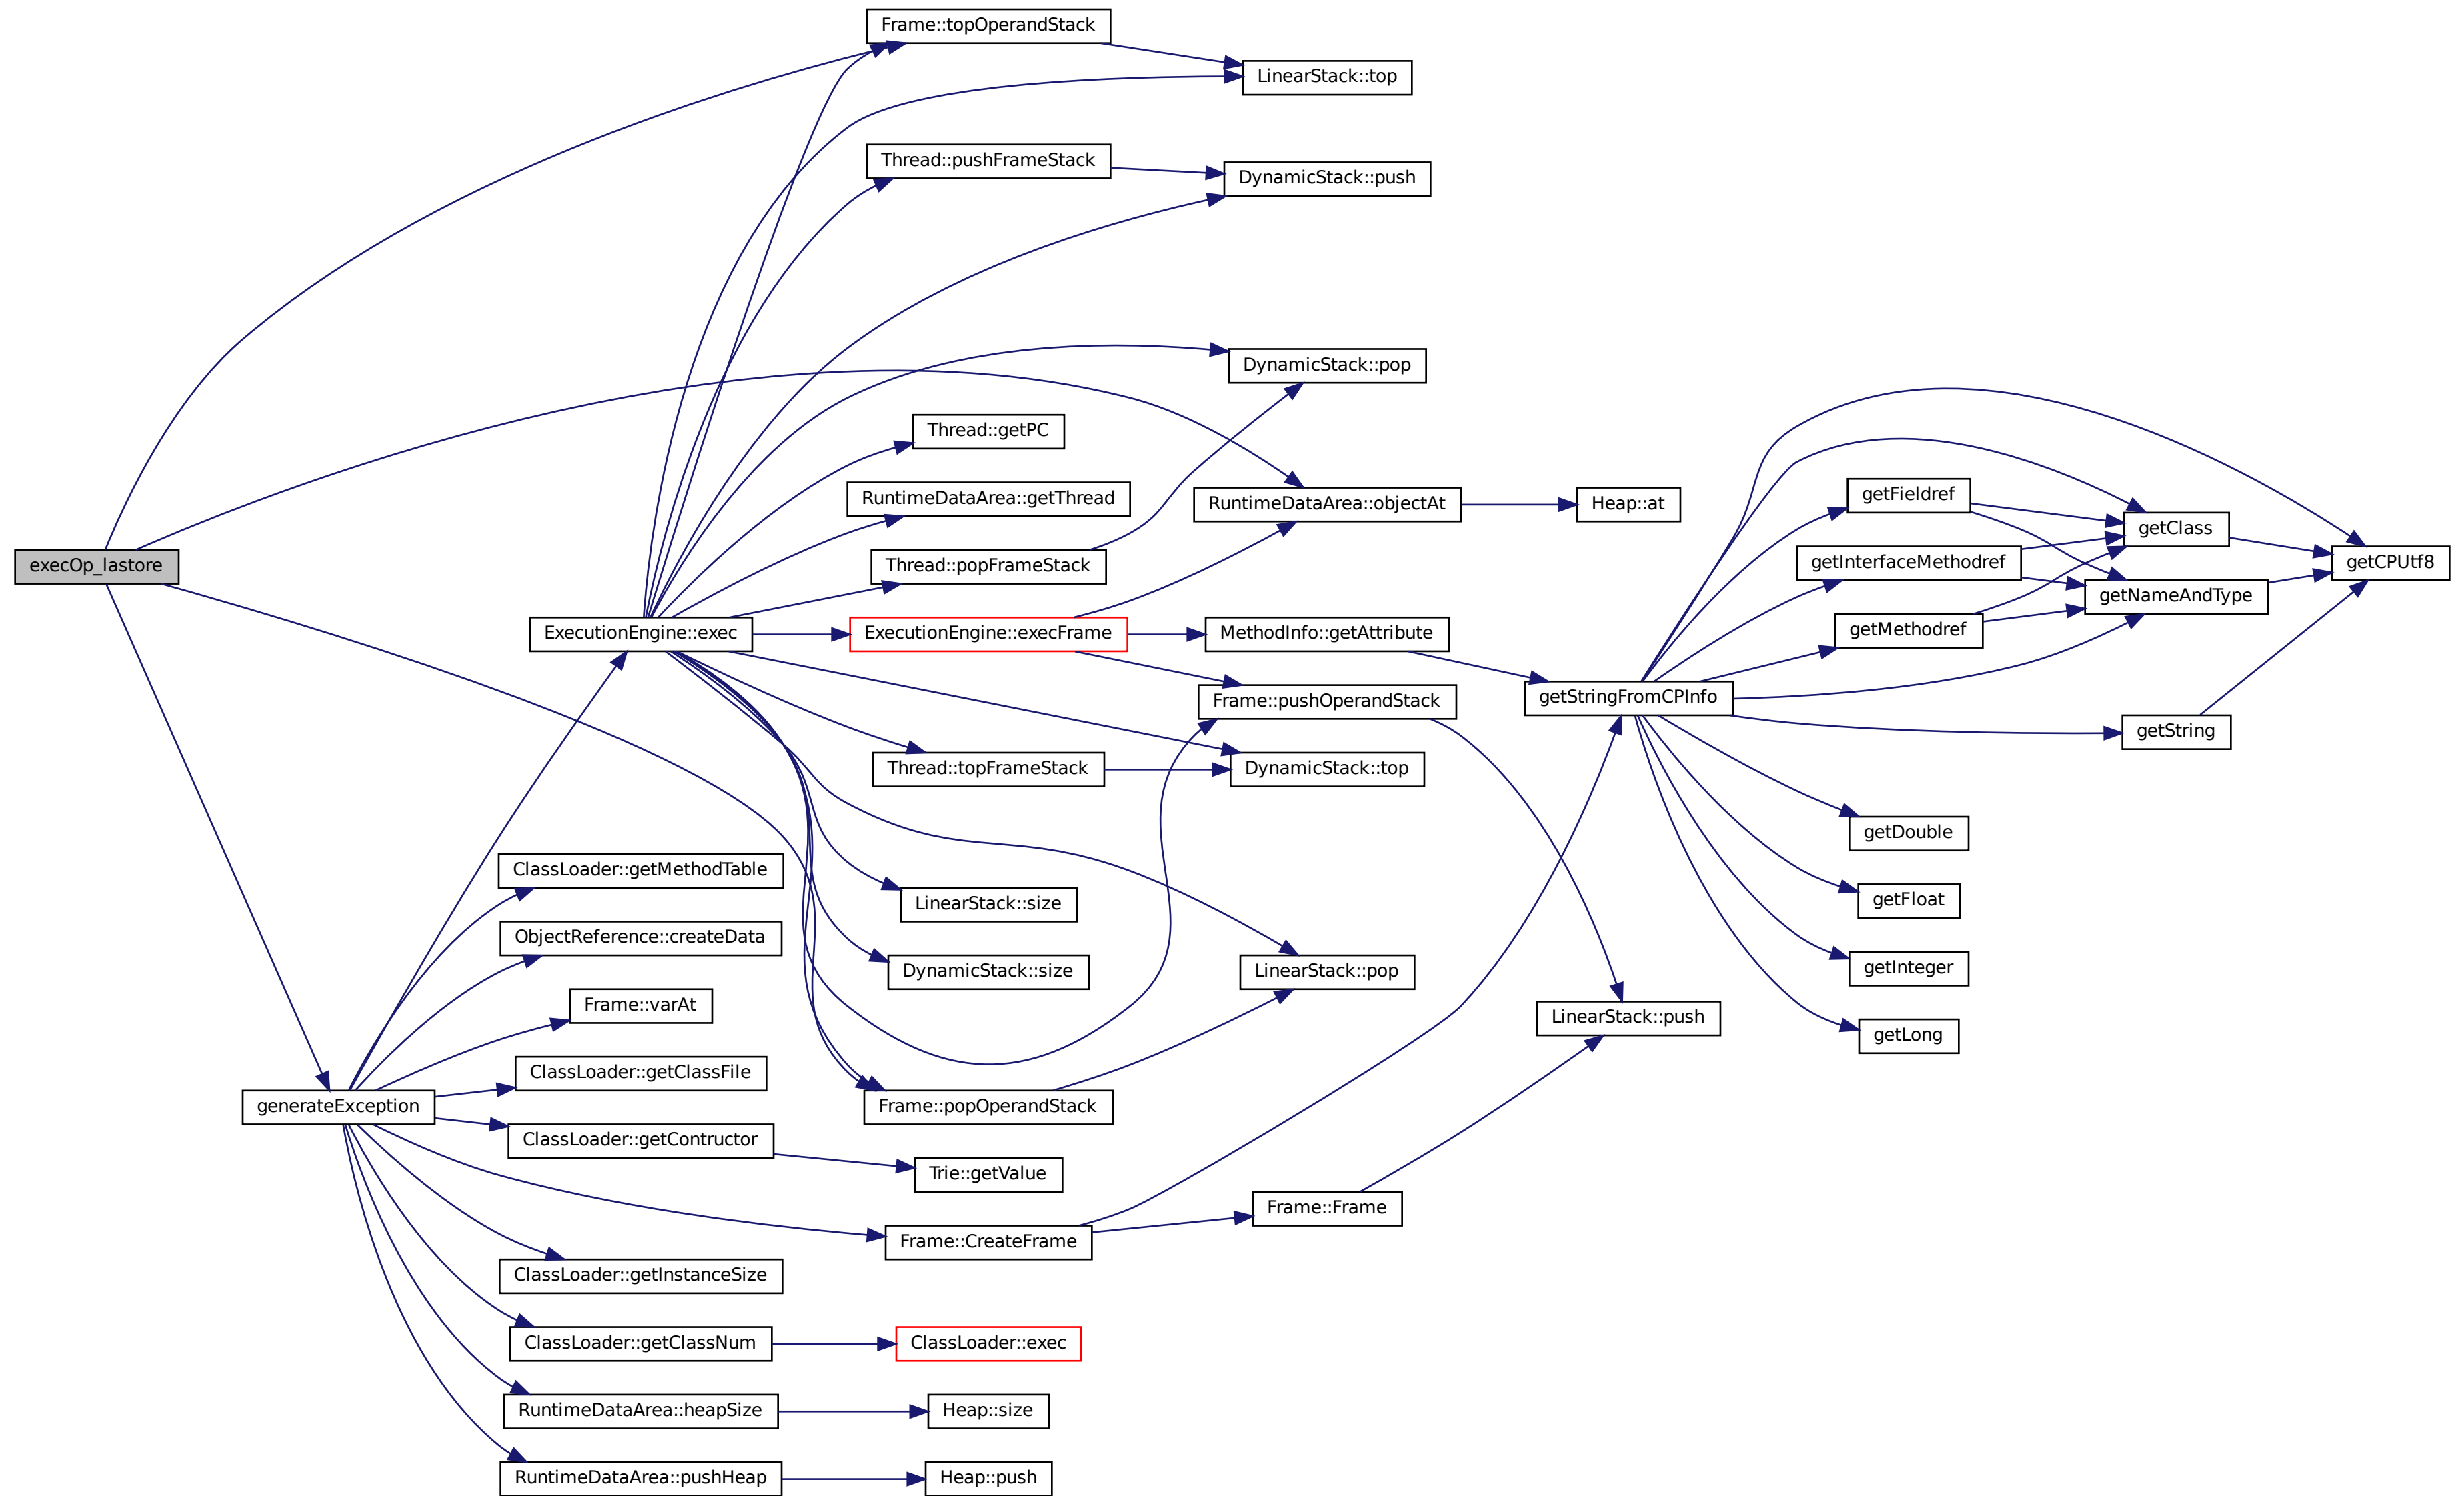 Frame::topOperandStack
LinearStack::top
Thread::pushFrameStack
DynamicStack::push
DynamicStack::pop
Thread::getPC
RuntimeDataArea::getThread
RuntimeDataArea::objectAt
Heap::at
getFieldref
getClass
execOp_lastore
Thread::popFrameStack
getInterfaceMethodref
getCPUtf8
getNameAndType
ExecutionEngine::exec
ExecutionEngine::execFrame
MethodInfo::getAttribute
getMethodref
Frame::pushOperandStack
getStringFromCPInfo
getString
Thread::topFrameStack
DynamicStack::top
getDouble
ClassLoader::getMethodTable
LinearStack::size
getFloat
ObjectReference::createData
DynamicStack::size
LinearStack::pop
getInteger
Frame::varAt
LinearStack::push
getLong
ClassLoader::getClassFile
generateException
Frame::popOperandStack
ClassLoader::getContructor
Trie::getValue
Frame::Frame
Frame::CreateFrame
ClassLoader::getInstanceSize
ClassLoader::getClassNum
ClassLoader::exec
RuntimeDataArea::heapSize
Heap::size
RuntimeDataArea::pushHeap
Heap::push